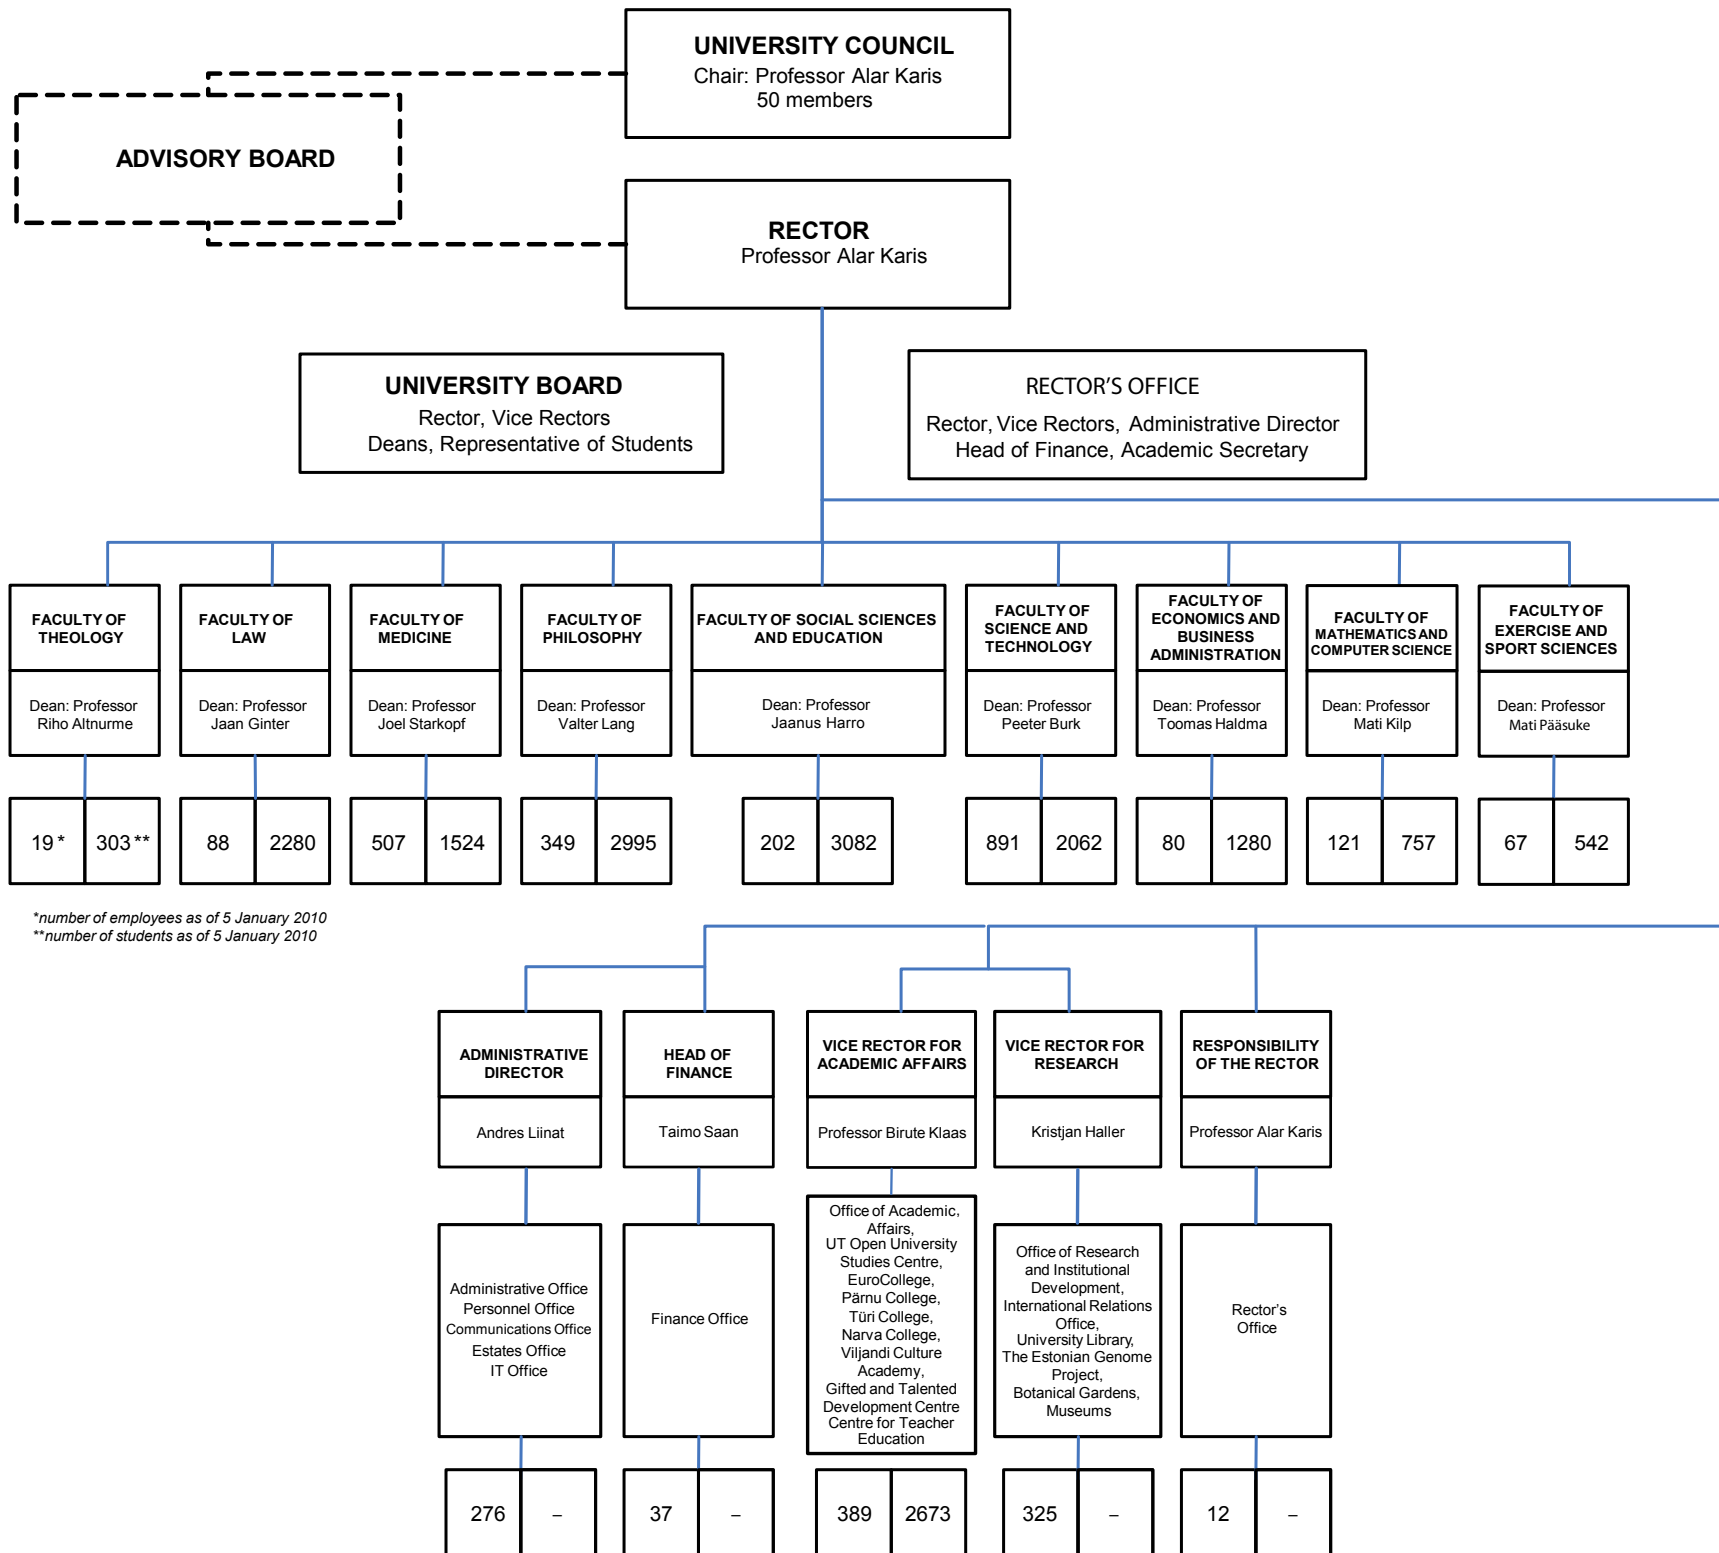 UNIVERSITY COUNCIL
Chair: Professor Alar Karis
50 members
ADVISORY BOARD
RECTOR
Professor Alar Karis
UNIVERSITY BOARD
Rector, Vice Rectors
Deans, Representative of Students
RECTOR'S OFFICE
Rector, Vice Rectors, Administrative Director
Head of Finance, Academic Secretary
FACULTY OF
THEOLOGY
Dean: Professor
Riho Altnurme
19 * 303 **
FACULTY OF
LAW
Dean: Professor
Jaan Ginter
88 2280
FACULTY OF
MEDICINE
Dean: Professor
Joel Starkopf
507 1524
FACULTY OF
PHILOSOPHY
Dean: Professor
Valter Lang
349 2995
FACULTY OF SOCIAL SCIENCES
AND EDUCATION
Dean: Professor
Jaanus Harro
202 3082
FACULTY OF
SCIENCE AND
TECHNOLOGY
Dean: Professor
Peeter Burk
891 2062
FACULTY OF
ECONOMICS AND
BUSINESS
ADMINISTRATION
Dean: Professor
Toomas Haldma
80 1280
FACULTY OF
MATHEMATICS AND
COMPUTER SCIENCE
Dean: Professor
Mati Kilp
121 757
FACULTY OF
EXERCISE AND
SPORT SCIENCES
Dean: Professor
Mati Pääsuke
67 542
*number of employees as of 5 January 2010
**number of students as of 5 January 2010
ADMINISTRATIVE
DIRECTOR
Andres Liinat
Administrative Office
Personnel Office
Communications Office
Estates Office
IT Office
276 –
HEAD OF
FINANCE
Taimo Saan
Finance Office
37 –
VICE RECTOR FOR
ACADEMIC AFFAIRS
Professor Birute Klaas
Office of Academic,
Affairs,
UT Open University
Studies Centre,
EuroCollege,
Pärnu College,
Türi College,
Narva College,
Viljandi Culture
Academy,
Gifted and Talented
Development Centre
Centre for Teacher
Education
389 2673
VICE RECTOR FOR
RESEARCH
Kristjan Haller
Office of Research
and Institutional
Development,
International Relations
Office,
University Library,
The Estonian Genome
Project,
Botanical Gardens,
Museums
325 –
RESPONSIBILITY
OF THE RECTOR
Professor Alar Karis
Rector's
Office
12 –